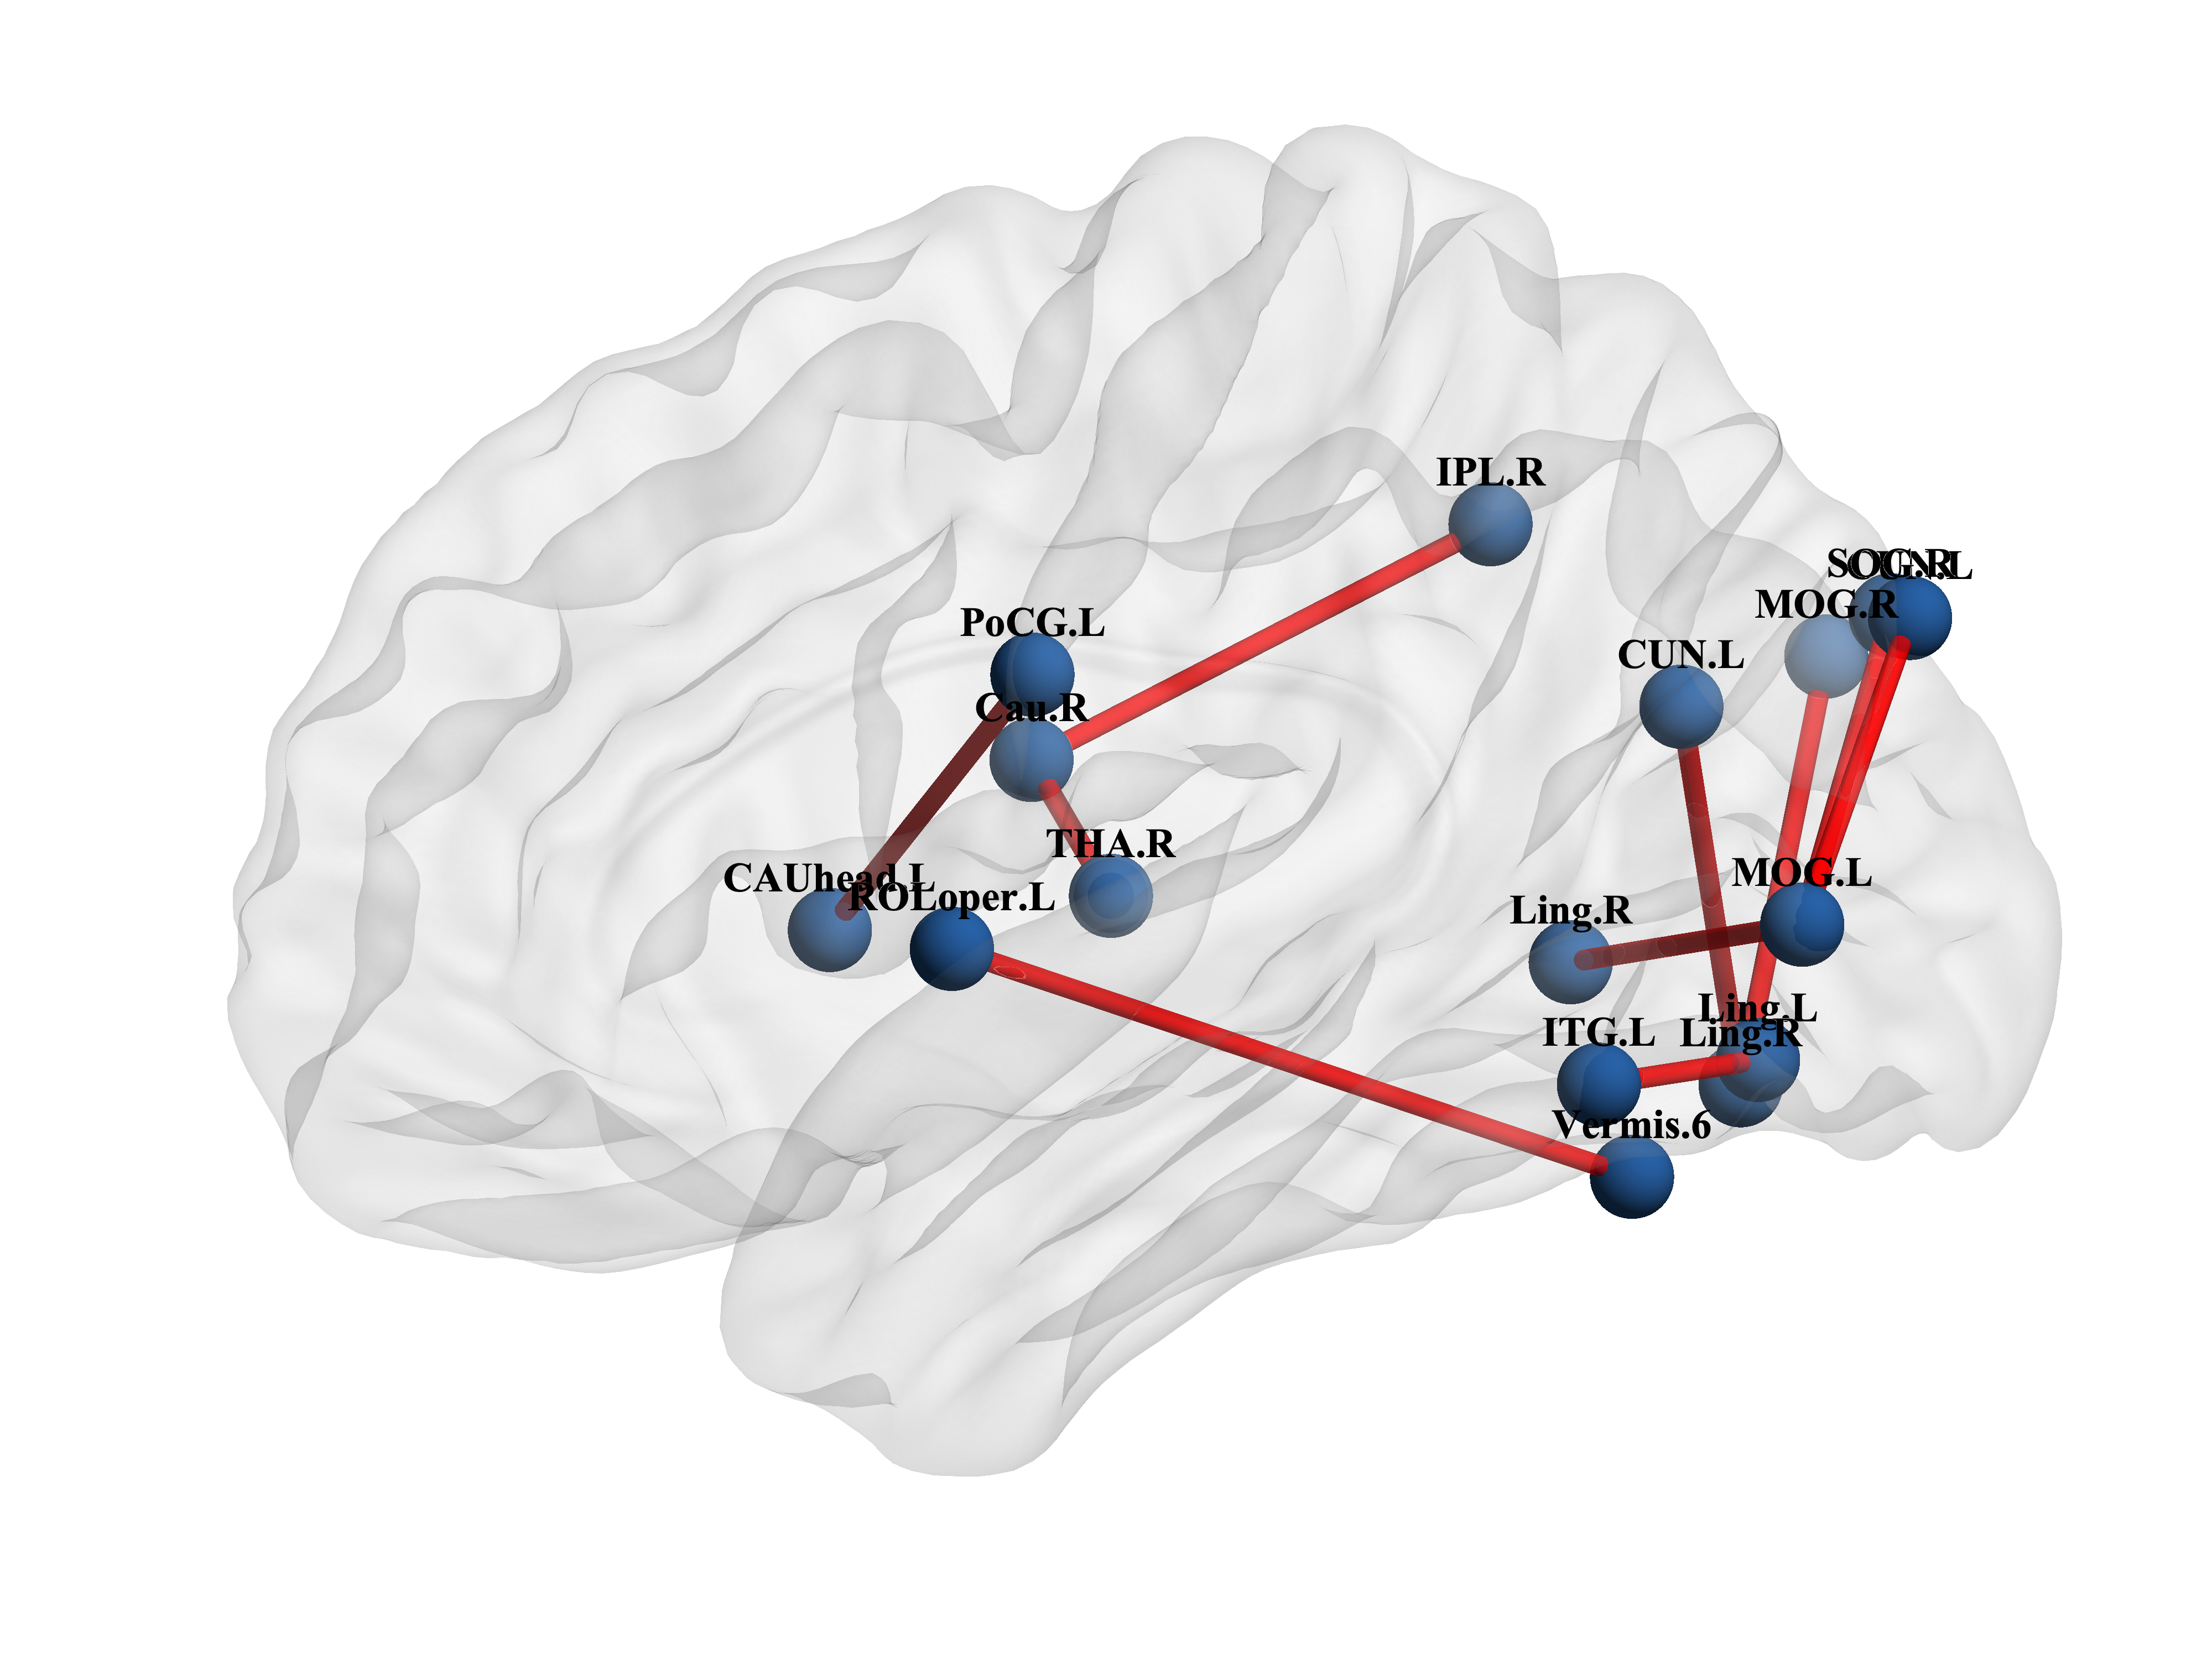 IPL.R
SOG.R
CUN.L
MOG.R
PoCG.L
CUN.L
Cau.R
THA.R
MOG.L
CAUhead.L
ROLoper.L
Ling.R
Ling.L
ITG.L
Ling.R
Vermis.6